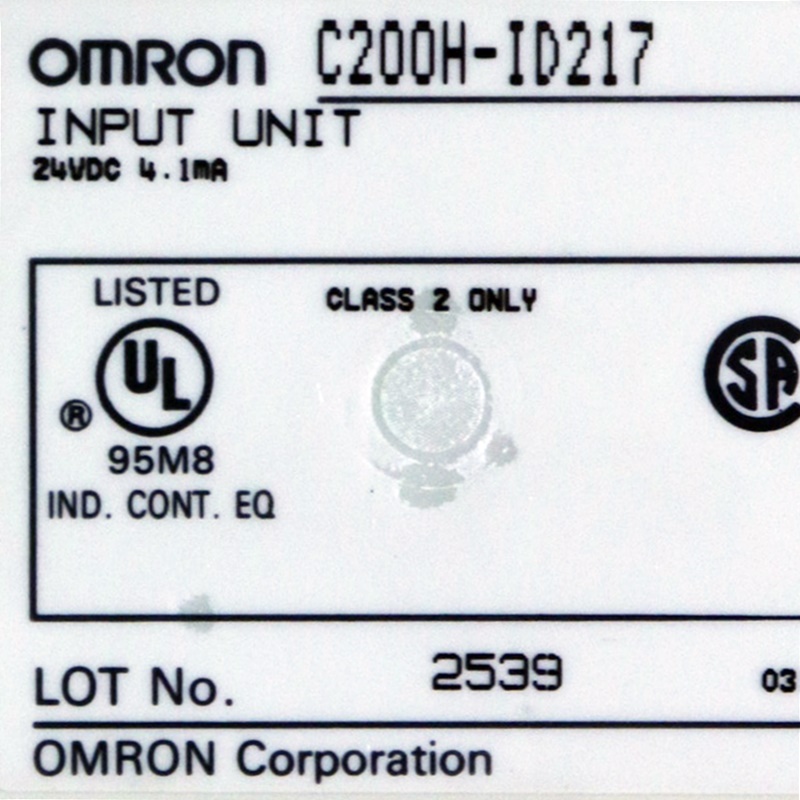 OMRON C200H-ID217
INPUT UNIT
24VDC 4.1mA
LISTED
CLASS 2 ONLY
UL
SA
®
95M8
IND. CONT. EQ
LOT No. 2539 03
OMRON Corporation